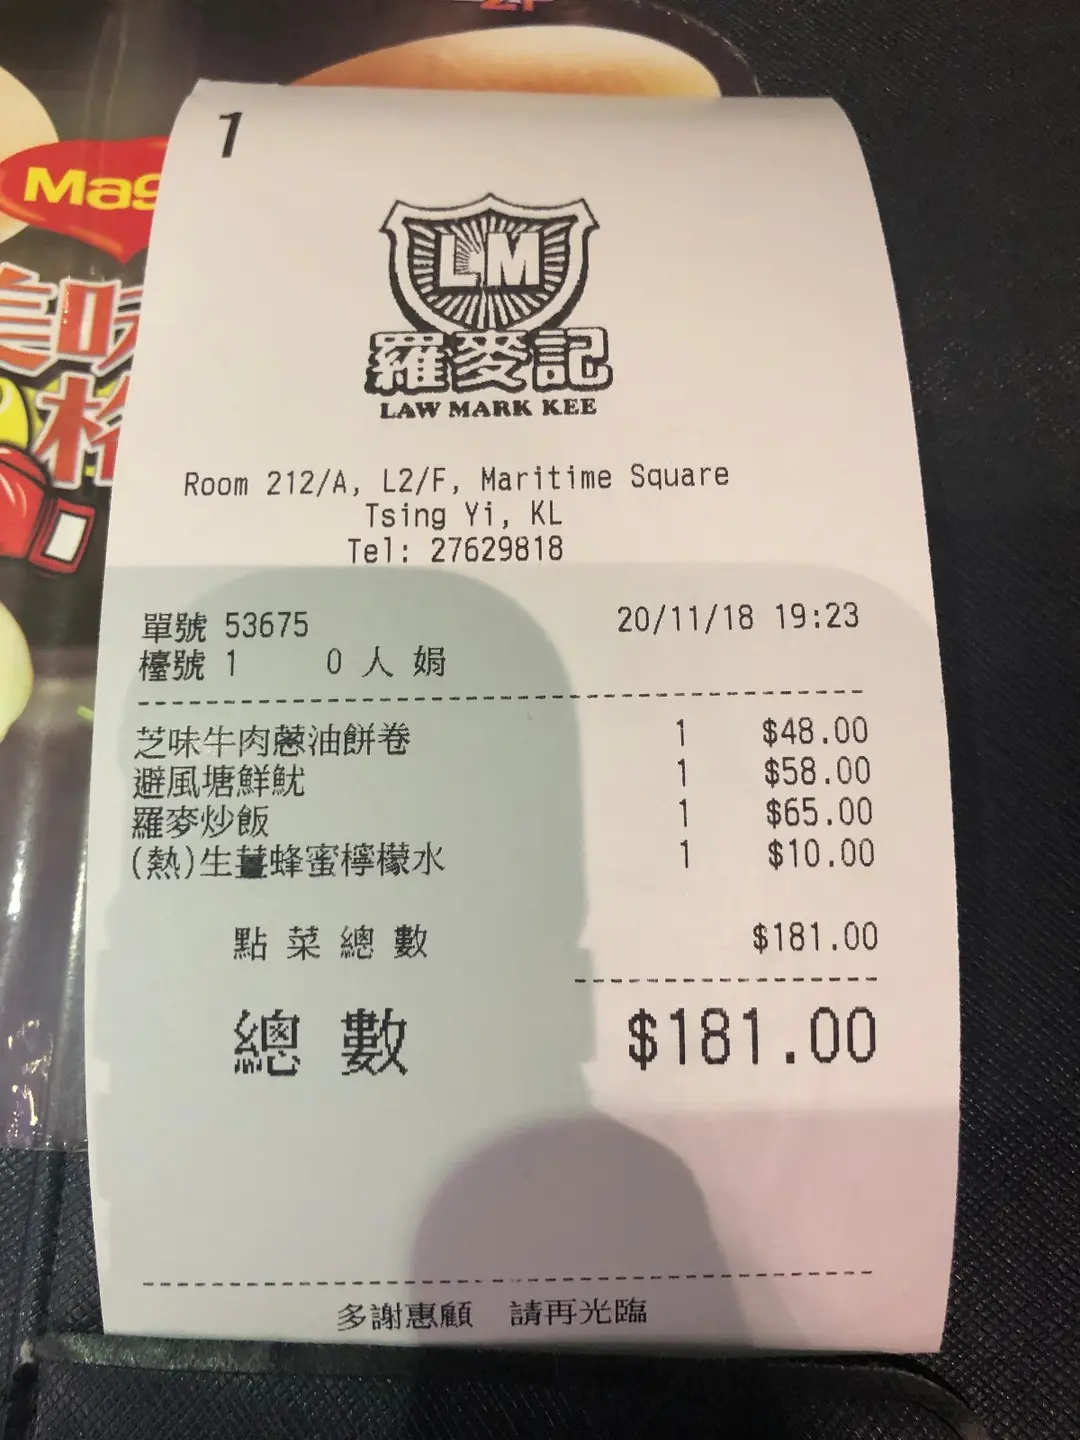 1
Mag
美味
格
LM
羅麥記
LAW MARK KEE
Room 212/A, L2/F, Maritime Square
Tsing Yi, KL
Tel: 27629818
單號 53675 20/11/18 19:23
檯號 1 0 人 娟
芝味牛肉蔥油餅卷 1 $48.00
避風塘鮮魷 1 $58.00
羅麥炒飯 1 $65.00
(熱)生薑蜂蜜檸檬水 1 $10.00
點菜總數 $181.00
總數 $181.00
多謝惠顧 請再光臨